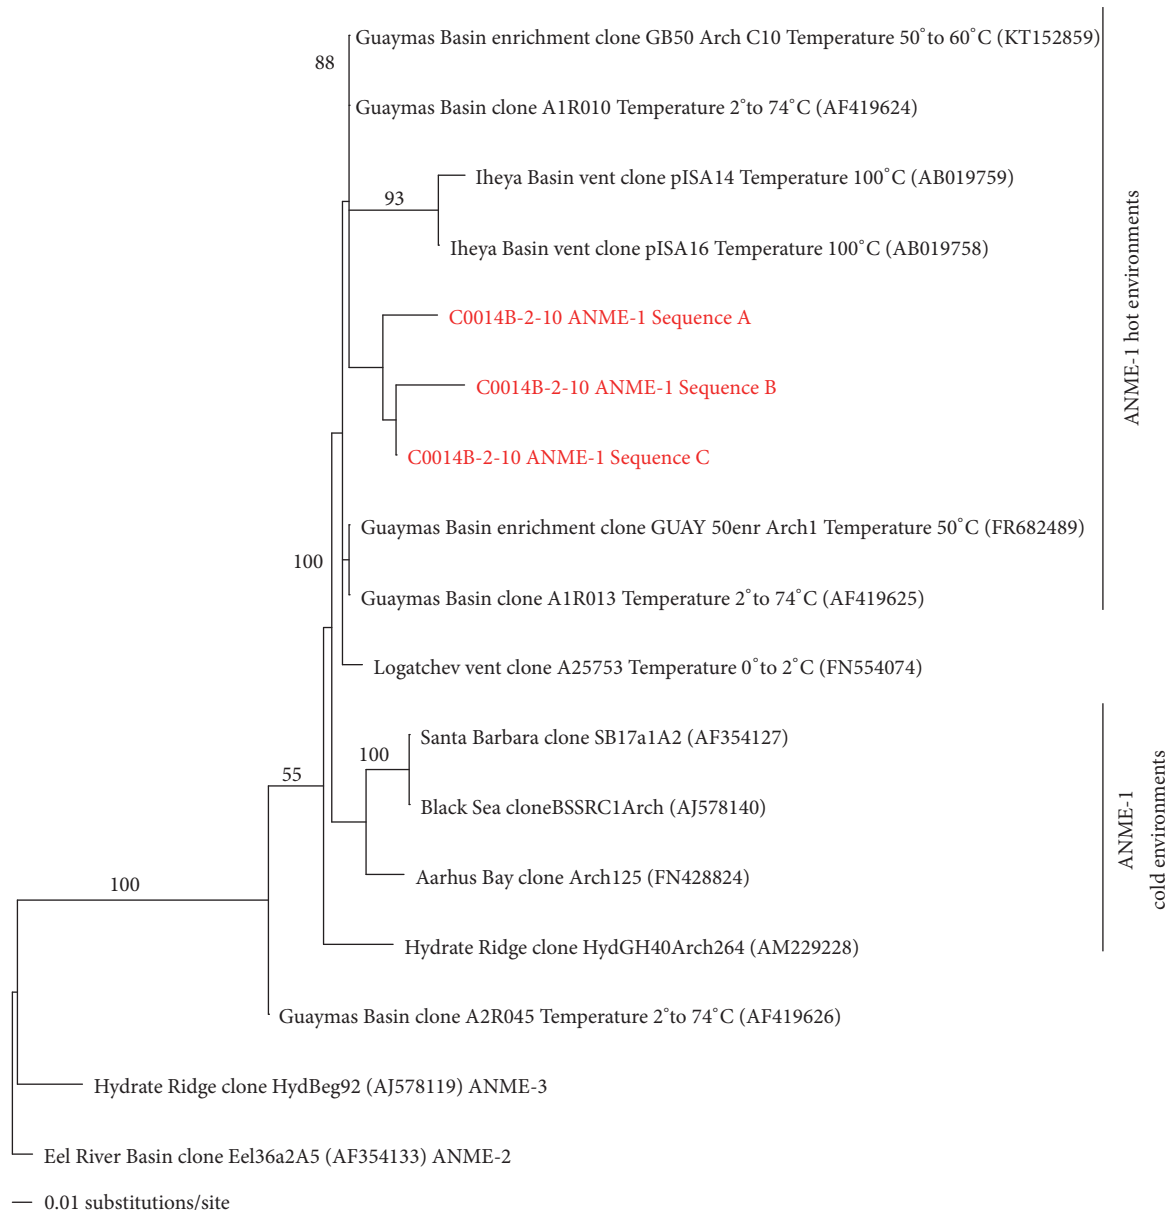 Guaymas Basin enrichment clone GB50 Arch C10 Temperature 50°to 60°C (KT152859)
88
Guaymas Basin clone A1R010 Temperature 2°to 74°C (AF419624)
Iheya Basin vent clone pISA14 Temperature 100°C (AB019759)
93
Iheya Basin vent clone pISA16 Temperature 100°C (AB019758)
C0014B-2-10 ANME-1 Sequence A
C0014B-2-10 ANME-1 Sequence B
C0014B-2-10 ANME-1 Sequence C
ANME-1 hot environments
Guaymas Basin enrichment clone GUAY 50enr Arch1 Temperature 50°C (FR682489)
100
Guaymas Basin clone A1R013 Temperature 2°to 74°C (AF419625)
Logatchev vent clone A25753 Temperature 0°to 2°C (FN554074)
Santa Barbara clone SB17a1A2 (AF354127)
100
55
Black Sea cloneBSSRC1Arch (AJ578140)
Aarhus Bay clone Arch125 (FN428824)
ANME-1
cold environments
100
Hydrate Ridge clone HydGH40Arch264 (AM229228)
Guaymas Basin clone A2R045 Temperature 2°to 74°C (AF419626)
Hydrate Ridge clone HydBeg92 (AJ578119) ANME-3
Eel River Basin clone Eel36a2A5 (AF354133) ANME-2
0.01 substitutions/site